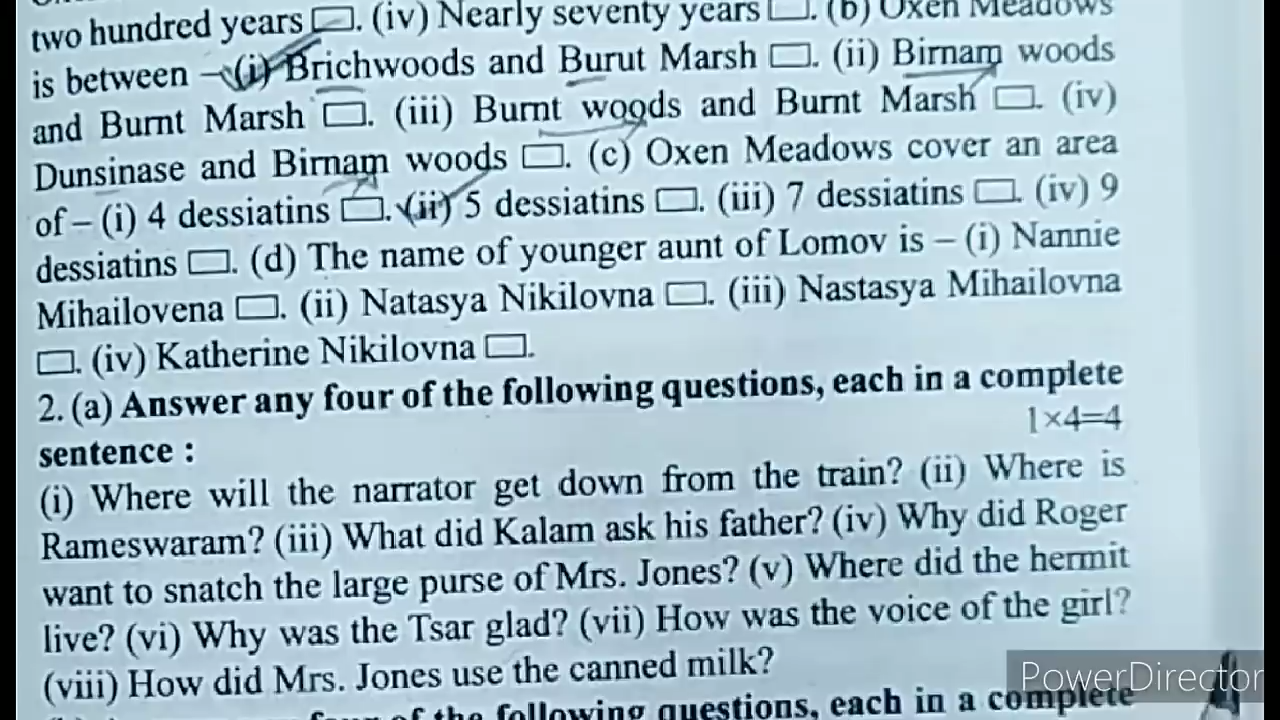 two hundred years □. (iv) Nearly seventy years □. (b) Oxen Meadows
is between – (i) Brichwoods and Burut Marsh □. (ii) Birnam woods
and Burnt Marsh □. (iii) Burnt woods and Burnt Marsh □. (iv)
Dunsinase and Birnam woods □. (c) Oxen Meadows cover an area
of – (i) 4 dessiatins □. (ii) 5 dessiatins □. (iii) 7 dessiatins □. (iv) 9
dessiatins □. (d) The name of younger aunt of Lomov is – (i) Nannie
Mihailovena □. (ii) Natasya Nikilovna □. (iii) Nastasya Mihailovna
□. (iv) Katherine Nikilovna □.
2. (a) Answer any four of the following questions, each in a complete
sentence : 1×4=4
(i) Where will the narrator get down from the train? (ii) Where is
Rameswaram? (iii) What did Kalam ask his father? (iv) Why did Roger
want to snatch the large purse of Mrs. Jones? (v) Where did the hermit
live? (vi) Why was the Tsar glad? (vii) How was the voice of the girl?
(viii) How did Mrs. Jones use the canned milk?
four of the following questions, each in a complete
PowerDirector